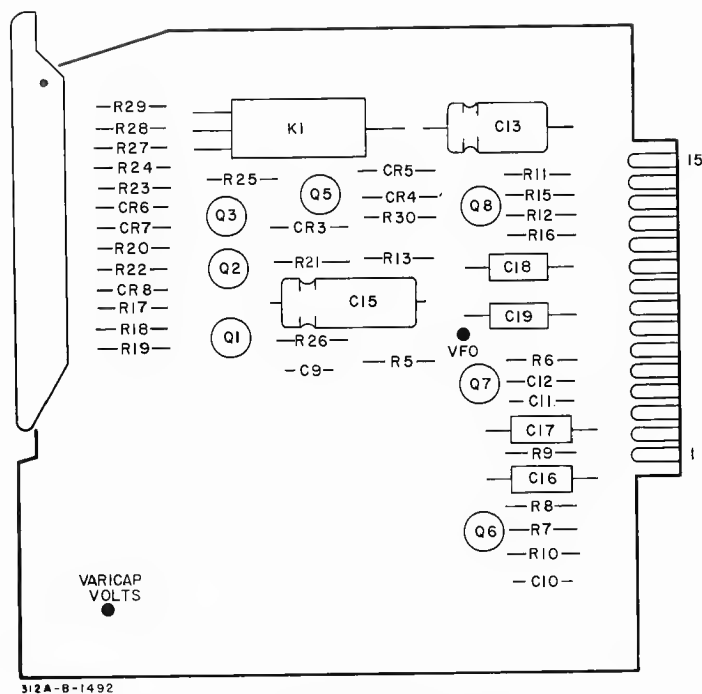 R29
R28
R27
R24
R23
CR6
CR7
R20
R22
CR8
R17
R18
R19
K1
C13
R25
Q5
CR5
CR4
R30
Q3
CR3
Q8
R11
R15
R12
R16
15
Q2
R21
R13
C18
C15
C19
VFO
Q1
R26
C9
R5
R6
Q7
C12
C11
C17
R9
1
C16
R8
Q6
R7
R10
C10
VARICAP
VOLTS
312A-B-1492